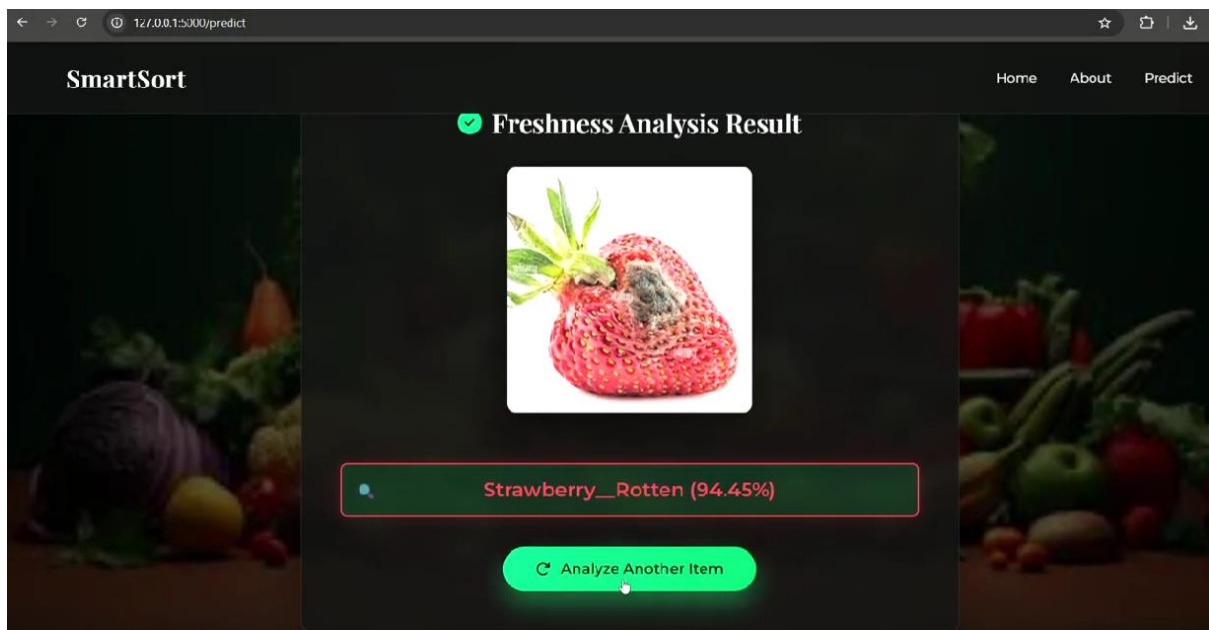 127.0.0.1:5000/predict
SmartSort
Home About Predict
Freshness Analysis Result
Strawberry__Rotten (94.45%)
Analyze Another Item